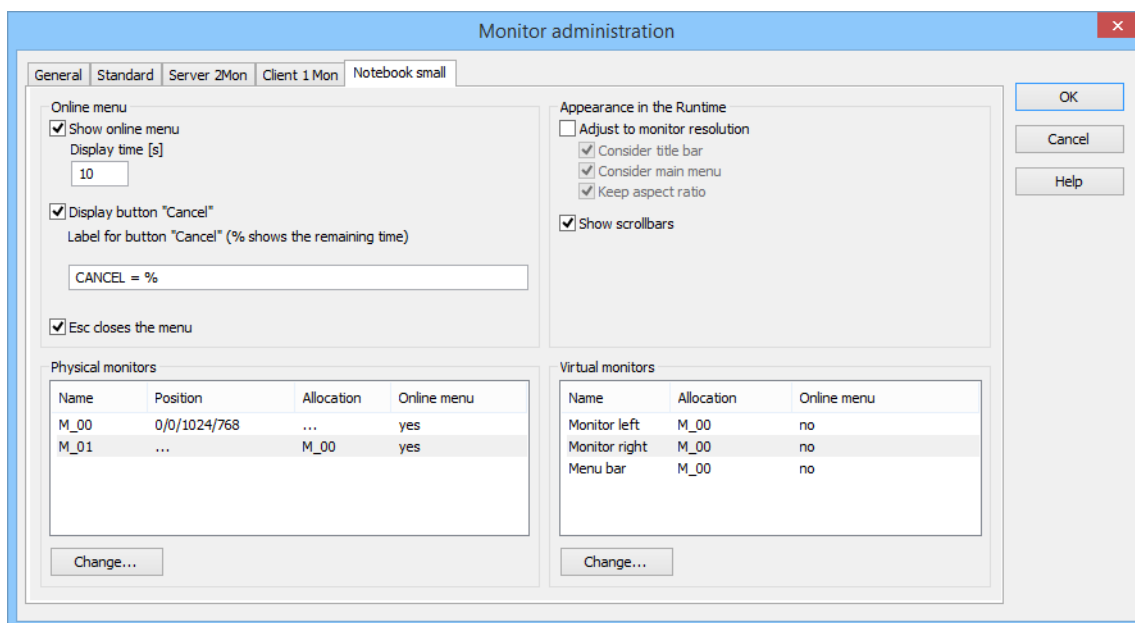 Monitor administration
General Standard Server 2Mon Client 1 Mon Notebook small
Online menu
Show online menu
Display time [s]
10
Display button "Cancel"
Label for button "Cancel" (% shows the remaining time)
CANCEL = %
Esc closes the menu
Appearance in the Runtime
Adjust to monitor resolution
Consider title bar
Consider main menu
Keep aspect ratio
Show scrollbars
OK
Cancel
Help
Physical monitors
Name Position Allocation Online menu
M_00 0/0/1024/768 ... yes
M_01 ... M_00 yes
Change...
Virtual monitors
Name Allocation Online menu
Monitor left M_00 no
Monitor right M_00 no
Menu bar M_00 no
Change...